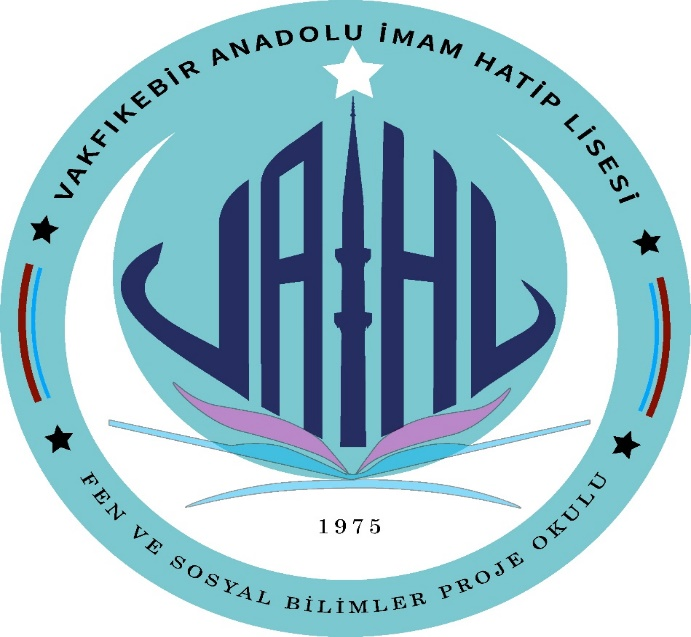 VAKFIKEBİR ANADOLU İMAM HATİP LİSESİ
VAİHL
1975
FEN VE SOSYAL BİLİMLER PROJE OKULU